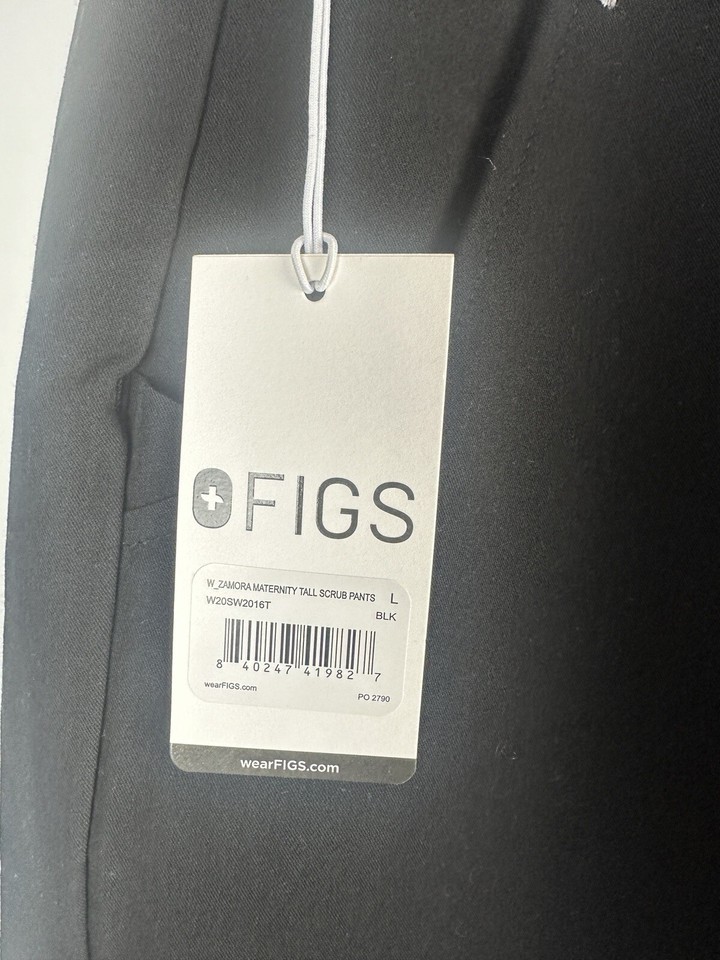 FIGS
W_ZAMORA MATERNITY TALL SCRUB PANTS L
W20SW2016T
BLK
8 40247 41982 7
wearFIGS.com
PO 2790
wearFIGS.com